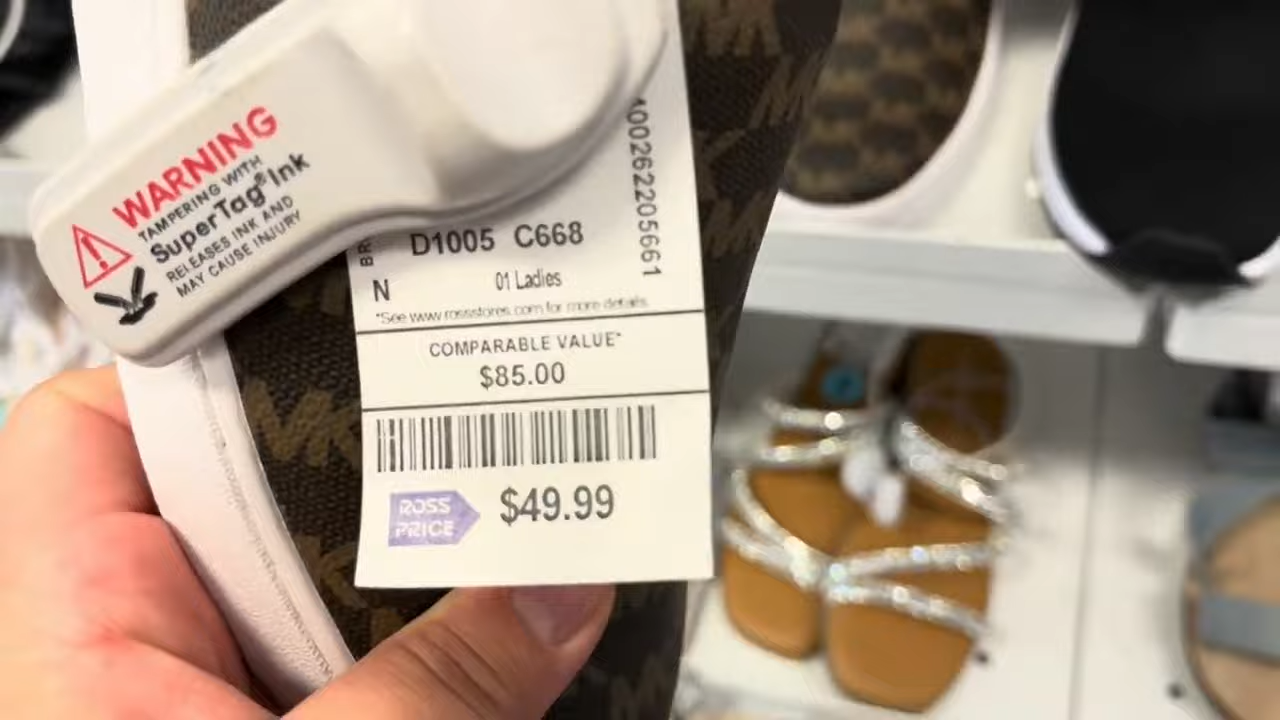 WARNING
TAMPERING WITH
SuperTag® Ink
RELEASES INK AND
MAY CAUSE INJURY
400262205661
D1005 C668
N 01 Ladies
*See www.rossstores.com for more details.
COMPARABLE VALUE*
$85.00
ROSS
PRICE
$49.99
MK